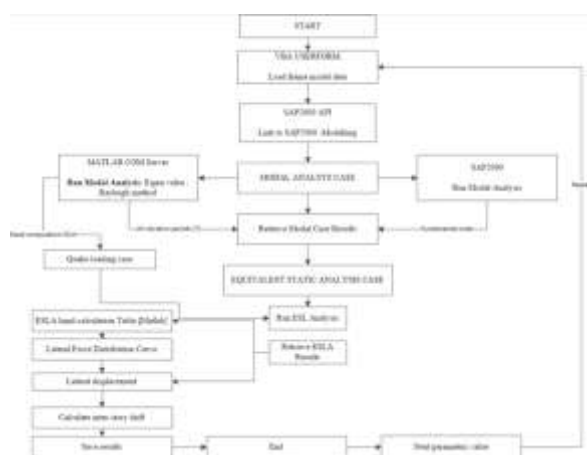 START
VBA USERFORM
Load frame model data
SAP2000 API
Link to SAP2000 Modelling
MATLAB COM Server
Run Modal Analysis: Eigen value
Rayleigh method
MODAL ANALYSIS CASE
SAP2000
Run Modal Analysis
Retrieve Modal Case Results
Quake loading case
EQUIVALENT STATIC ANALYSIS CASE
ESLA hand calculation Table [Matlab]
Run ESL Analysis
Lateral Force Distribution Curve
Retrieve ESLA
Results
Lateral displacement
Calculate inter story drift
Save results
End
Next parametric value